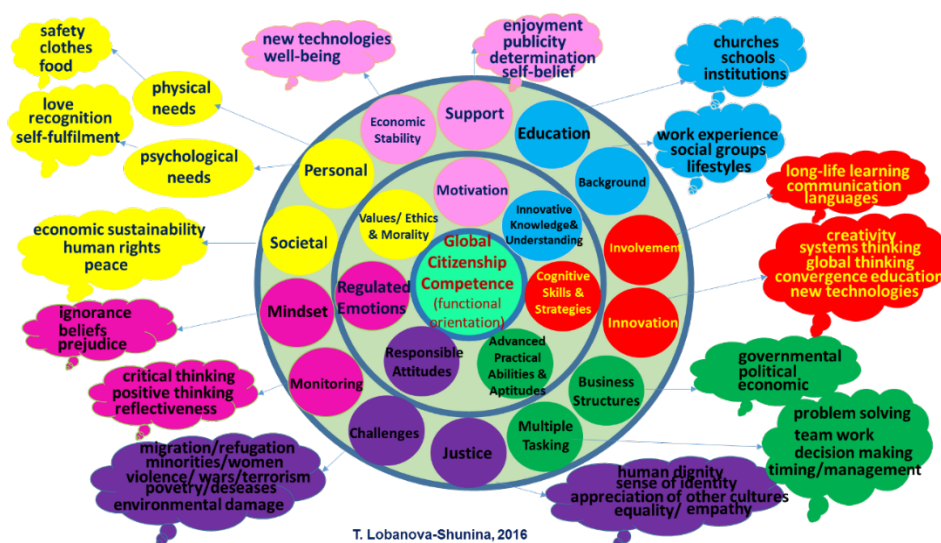 safety
clothes
food
new technologies
well-being
enjoyment
publicity
determination
self-belief
churches
schools
institutions
love
recognition
self-fulfilment
physical
needs
psychological
needs
work experience
social groups
lifestyles
Economic
Stability
Support
Education
Personal
Background
Motivation
long-life learning
communication
languages
Values/ Ethics
& Morality
Innovative
Knowledge&
Understanding
economic sustainability
human rights
peace
Societal
Involvement
Global
Citizenship
Competence
(functional
orientation)
creativity
systems thinking
global thinking
convergence education
new technologies
Regulated
Emotions
Cognitive
Skills &
Strategies
Mindset
Innovation
ignorance
beliefs
prejudice
Responsible
Attitudes
Advanced
Practical
Abilities &
Aptitudes
governmental
political
economic
critical thinking
positive thinking
reflectiveness
Monitoring
Business
Structures
problem solving
team work
decision making
timing/management
Challenges
Justice
Multiple
Tasking
migration/refugation
minorities/women
violence/ wars/terrorism
povetry/deseases
environmental damage
human dignity
sense of identity
appreciation of other cultures
equality/ empathy
T. Lobanova-Shunina, 2016